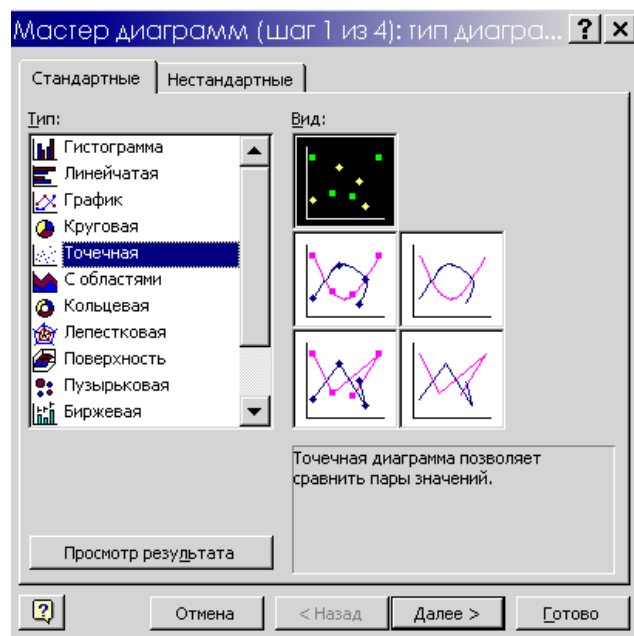 Мастер диаграмм (шаг 1 из 4): тип диагра...
Стандартные
Нестандартные
Тип:
Гистограмма
Линейчатая
График
Круговая
Точечная
С областями
Кольцевая
Лепестковая
Поверхность
Пузырьковая
Биржевая
Вид:
Точечная диаграмма позволяет
сравнить пары значений.
Просмотр результата
Отмена
< Назад
Далее >
Готово